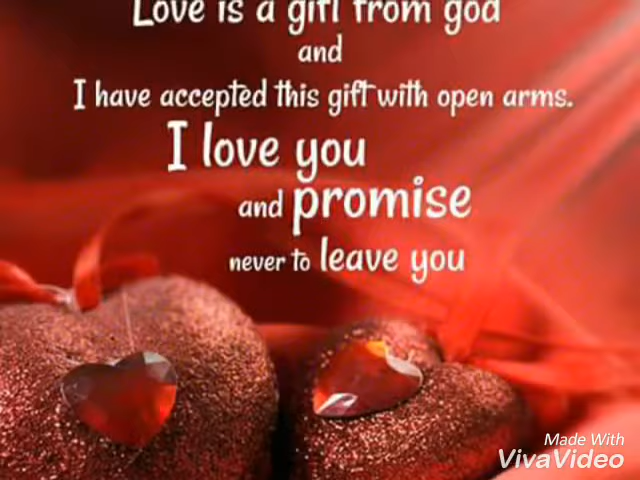 Love is a gift from god
and
I have accepted this gift with open arms.
I love you
and promise
never to leave you
Made With
VivaVideo